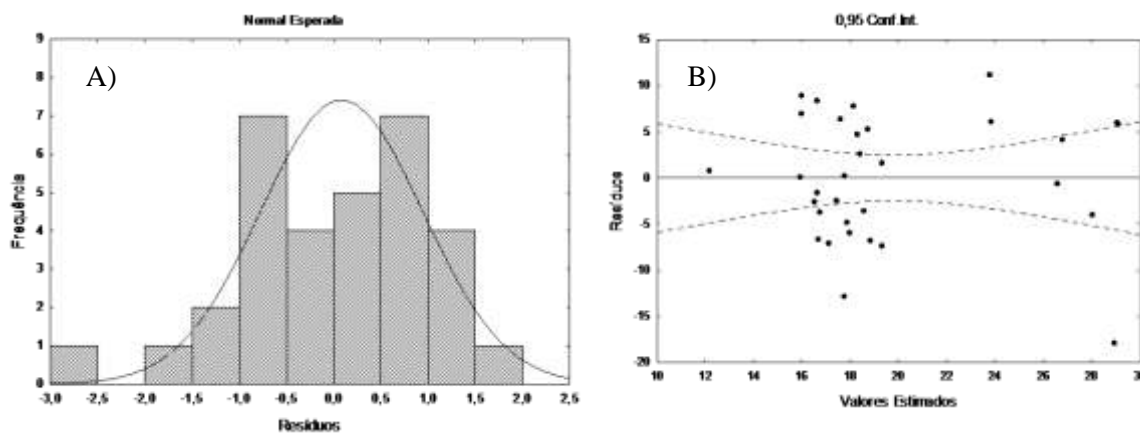 Normal Esperada
A)
9
8
7
6
5
4
3
2
1
0
Frequência
-3,0 -2,5 -2,0 -1,5 -1,0 -0,5 0,0 0,5 1,0 1,5 2,0 2,5
Resíduos
0,95 Conf.Int.
B)
15
10
5
0
-5
-10
-15
-20
Resíduos
10 12 14 16 18 20 22 24 26 28 30
Valores Estimados